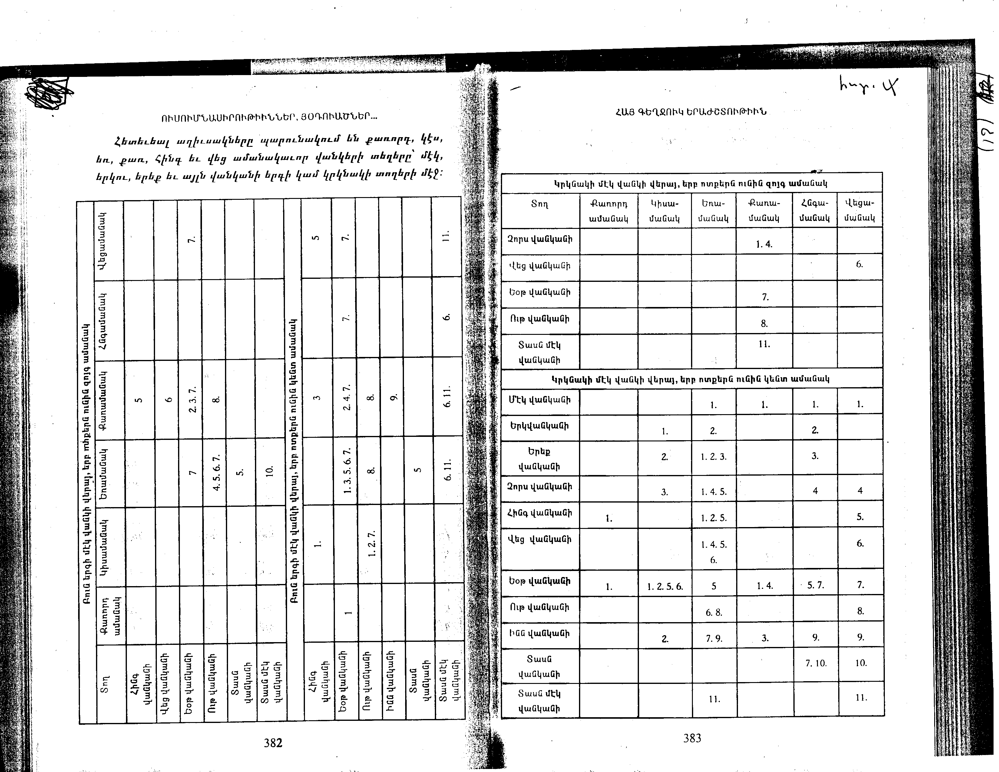 ՈՒՍՈՒՄՆԱՍԻՐՈՒԹԻՒՆՆԵՐ, ՅՕԴՈՒԱԾՆԵՐ...
Հետեւեալ աղիւսակները պարունակում են քառորդ, կէս,
եռ, քառ, հինգ եւ վեց ամանակաւոր վանկերի տեղերը՝ մէկ,
երկու, երեք եւ այլն վանկանի երգի կամ կրկնակի տողերի մէջ:
Բուն երգի մէկ վանկի վերայ, երբ ոտքերն ունին զոյգ ամանակ
Տող Քառորդ ամանակ Կիսամանակ Եռամանակ Քառամանակ Հնգամանակ Վեցամանակ
Հինգ վանկանի 5
Վեց վանկանի 6
Եօթ վանկանի 7 2. 3. 7. 7.
Ութ վանկանի 4. 5. 6. 7. 8.
Տասն վանկանի 5.
Տասն մէկ վանկանի 10.
Բուն երգի մէկ վանկի վերայ, երբ ոտքերն ունին կենտ ամանակ
Հինգ վանկանի 1. 3 5
Եօթ վանկանի 1 1. 3. 5. 6. 7. 2. 4. 7. 7. 7.
Ութ վանկանի 1. 2. 7. 8. 8.
Ինն վանկանի 9.
Տասն վանկանի 5
Տասն մէկ վանկանի 6. 11. 6. 11. 6. 11.
382
ՀԱՅ ԳԵՂՋՈՒԿ ԵՐԱԺՇՏՈՒԹԻՒՆ
Կրկնակի մէկ վանկի վերայ, երբ ոտքերն ունին զոյգ ամանակ
Տող Քառորդ Կիսա- Եռա- Քառա- Հնգա- Վեցա-
ամանակ մանակ մանակ մանակ մանակ մանակ
Չորս վանկանի 1. 4.
Վեց վանկանի 6.
Եօթ վանկանի 7.
Ութ վանկանի 8.
Տասն մէկ 11.
վանկանի
Կրկնակի մէկ վանկի վերայ, երբ ոտքերն ունին կենտ ամանակ
Մէկ վանկանի 1. 1. 1. 1.
Երկվանկանի 1. 2. 2.
Երեք 2. 1. 2. 3. 3.
վանկանի
Չորս վանկանի 3. 1. 4. 5. 4 4
Հինգ վանկանի 1. 1. 2. 5. 5.
Վեց վանկանի 1. 4. 5. 6.
6.
Եօթ վանկանի 1. 1. 2. 5. 6. 5 1. 4. 5. 7. 7.
Ութ վանկանի 6. 8. 8.
Ինն վանկանի 2. 7. 9. 3. 9. 9.
Տասն 7. 10. 10.
վանկանի
Տասն մէկ 11. 11.
վանկանի
383